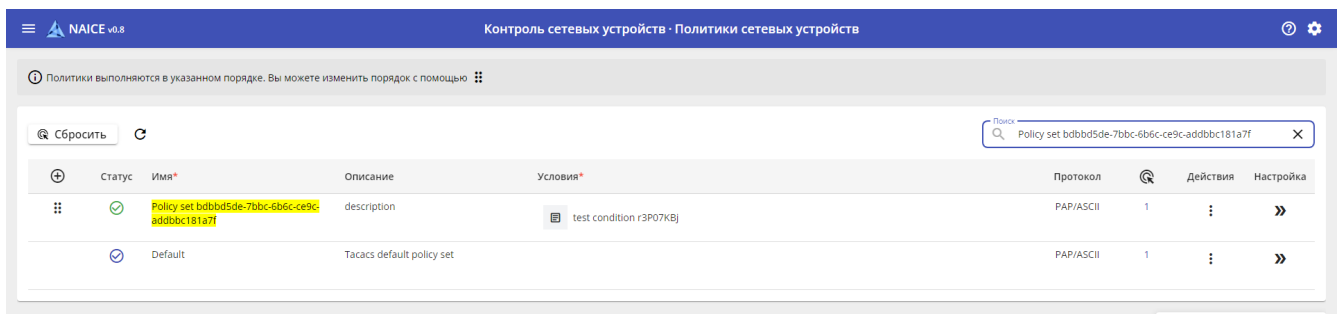 NAICE v0.8
Контроль сетевых устройств · Политики сетевых устройств
Политики выполняются в указанном порядке. Вы можете изменить порядок с помощью
Сбросить
Поиск
Policy set bdbbd5de-7bbc-6b6c-ce9c-addbbc181a7f
Статус Имя* Описание Условия* Протокол Действия Настройка
Policy set bdbbd5de-7bbc-6b6c-ce9c- description test condition r3P07KBj PAP/ASCII 1
addbbc181a7f
Default Tacacs default policy set PAP/ASCII 1